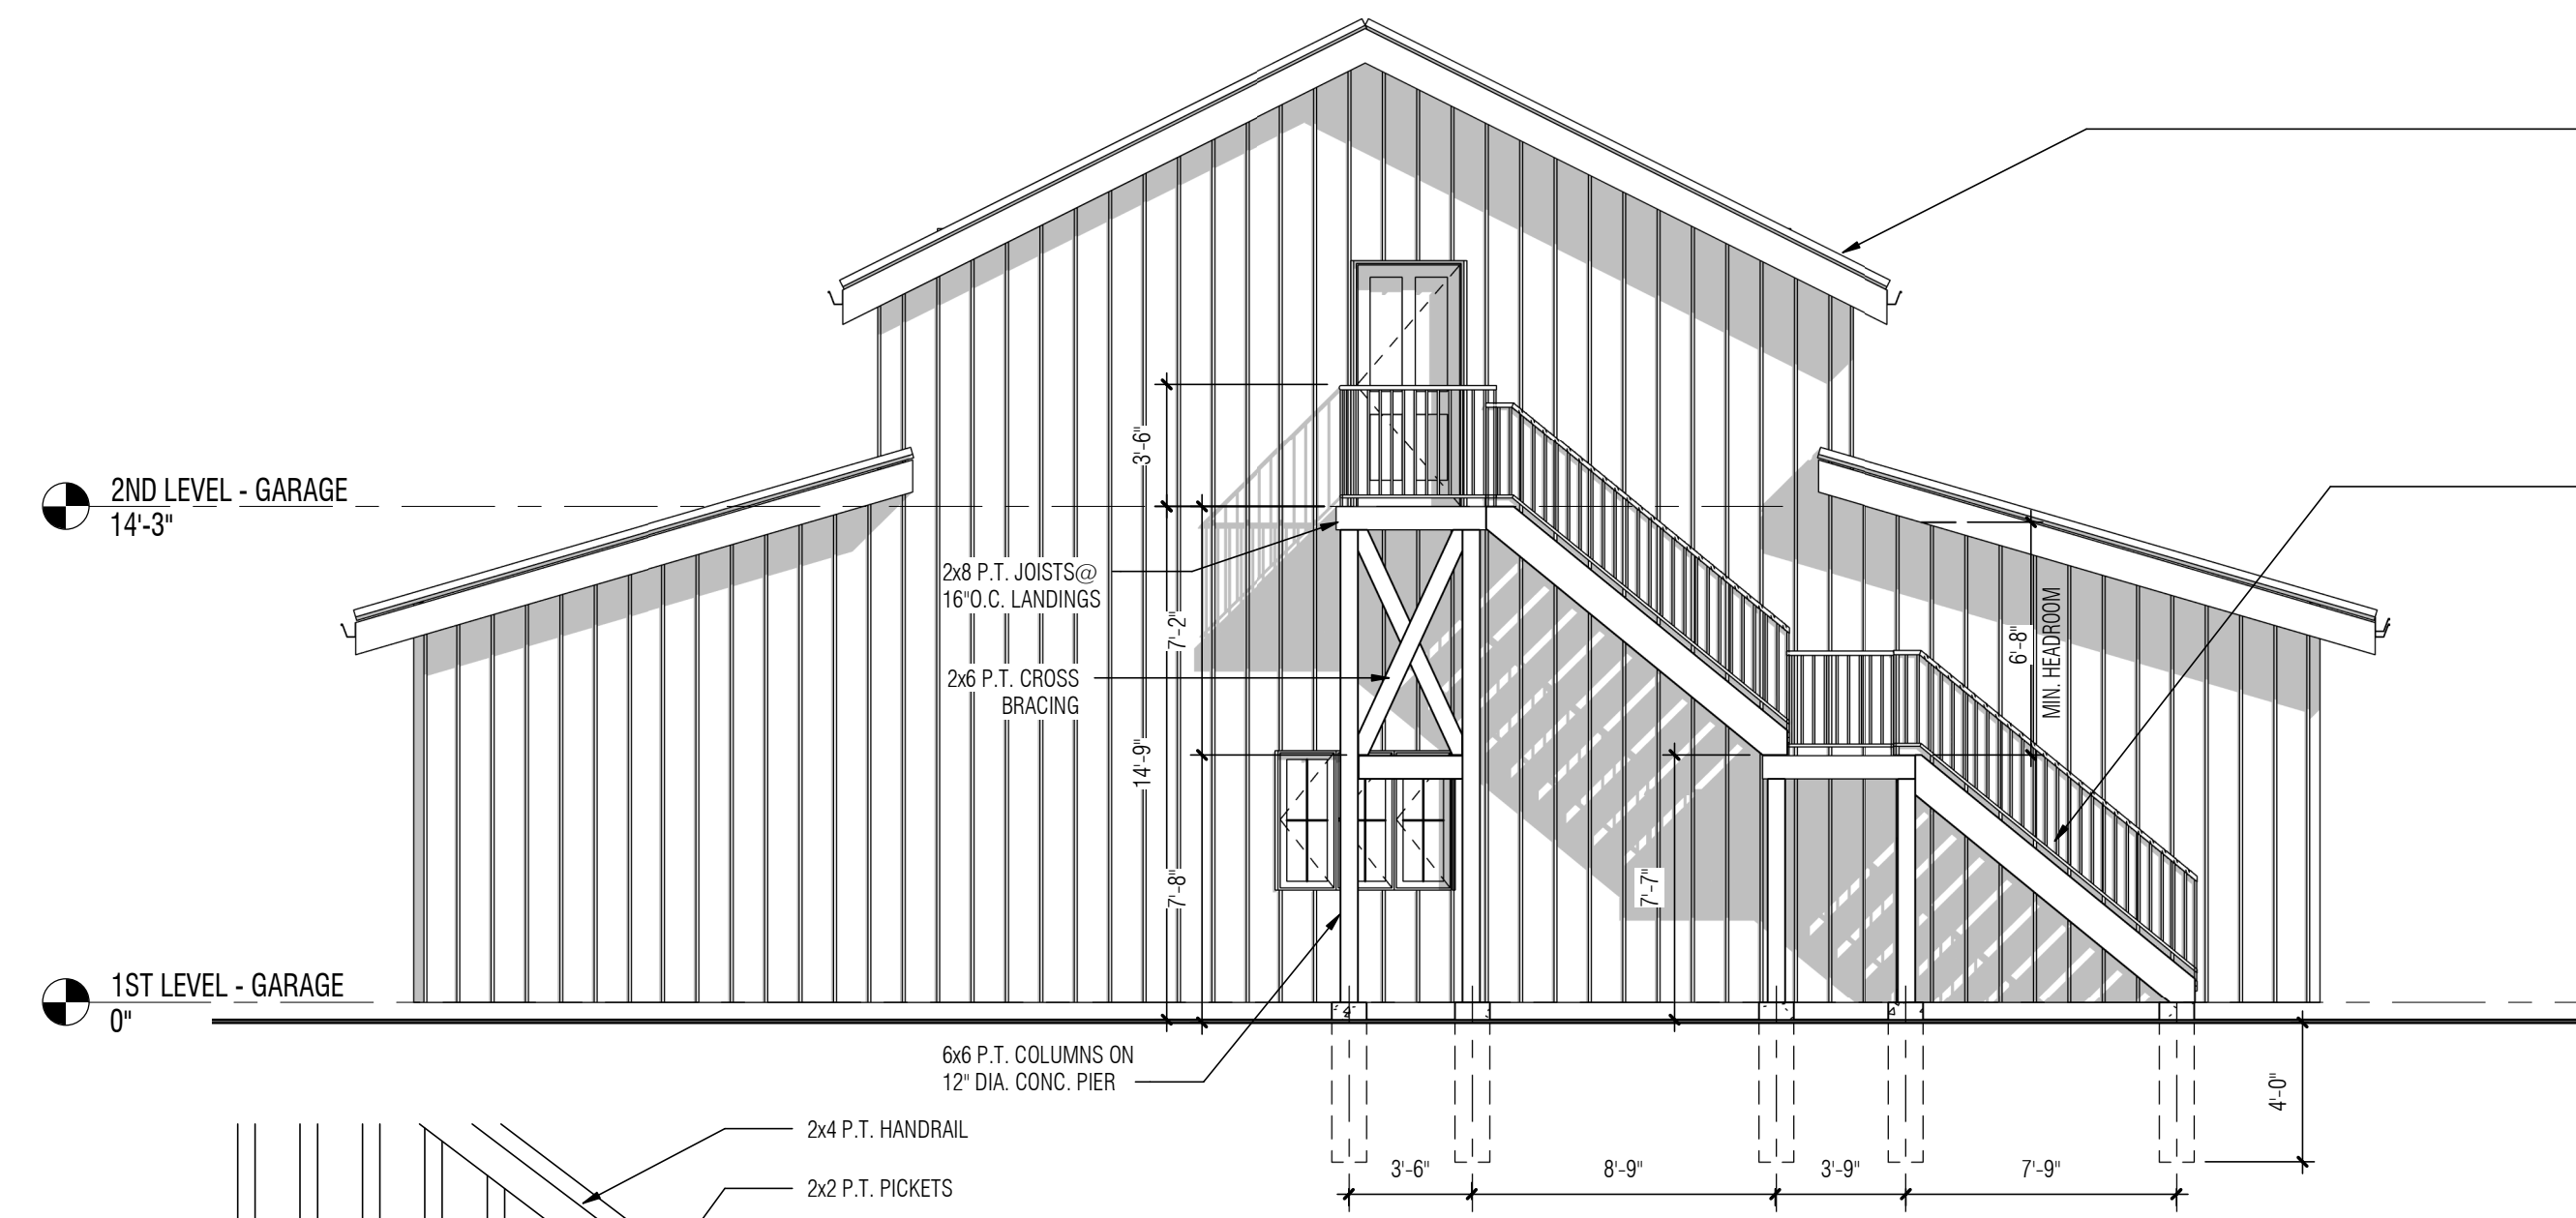 2ND LEVEL - GARAGE
14'-3"
3'-6"
2x8 P.T. JOISTS@
16"O.C. LANDINGS
7'-2"
6'-8"
MIN. HEADROOM
2x6 P.T. CROSS
BRACING
14'-9"
7'-8"
7'-7"
1ST LEVEL - GARAGE
0"
6x6 P.T. COLUMNS ON
12" DIA. CONC. PIER
4'-0"
2x4 P.T. HANDRAIL
3'-6"
8'-9"
3'-9"
7'-9"
2x2 P.T. PICKETS